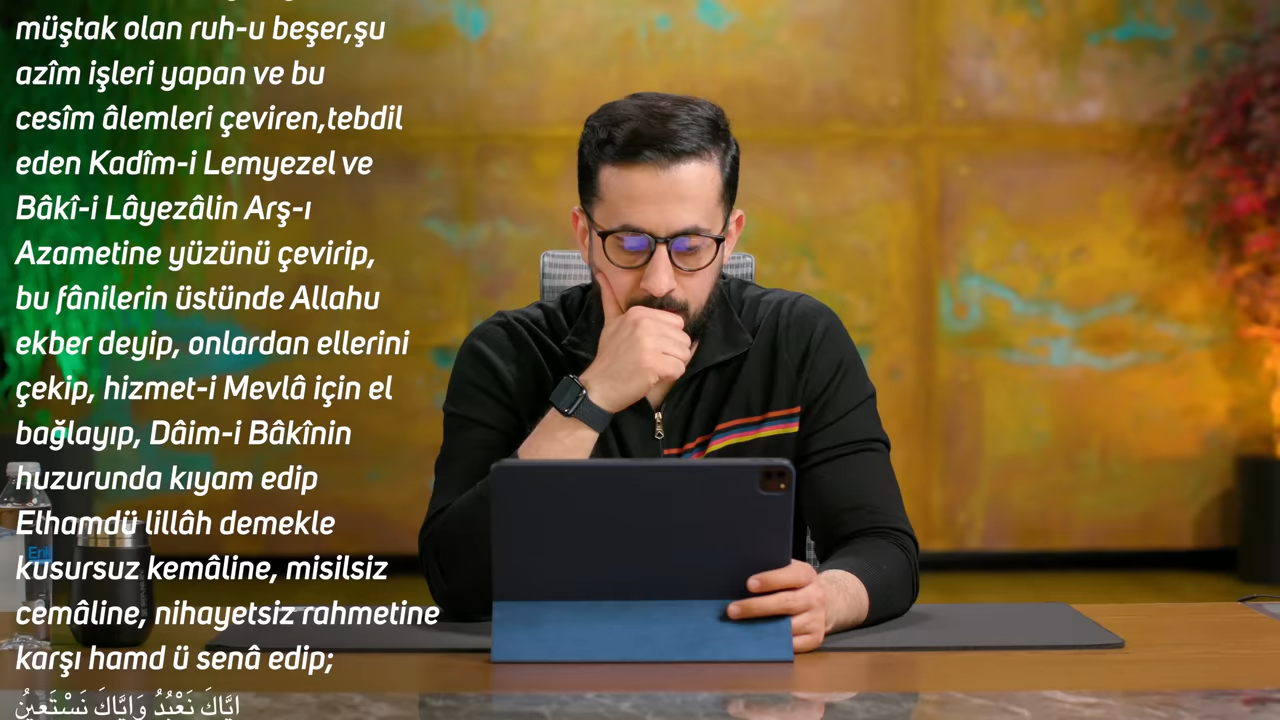 müştak olan ruh-u beşer,şu
azîm işleri yapan ve bu
cesîm âlemleri çeviren,tebdil
eden Kadîm-i Lemyezel ve
Bâkî-i Lâyezâlin Arş-ı
Azametine yüzünü çevirip,
bu fânilerin üstünde Allahu
ekber deyip, onlardan ellerini
çekip, hizmet-i Mevlâ için el
bağlayıp, Dâim-i Bâkînin
huzurunda kıyam edip
Elhamdü lillâh demekle
kusursuz kemâline, misilsiz
cemâline, nihayetsiz rahmetine
karşı hamd ü senâ edip;
اِيَّاكَ نَعْبُدُ وَاِيَّاكَ نَسْتَعٖينُ